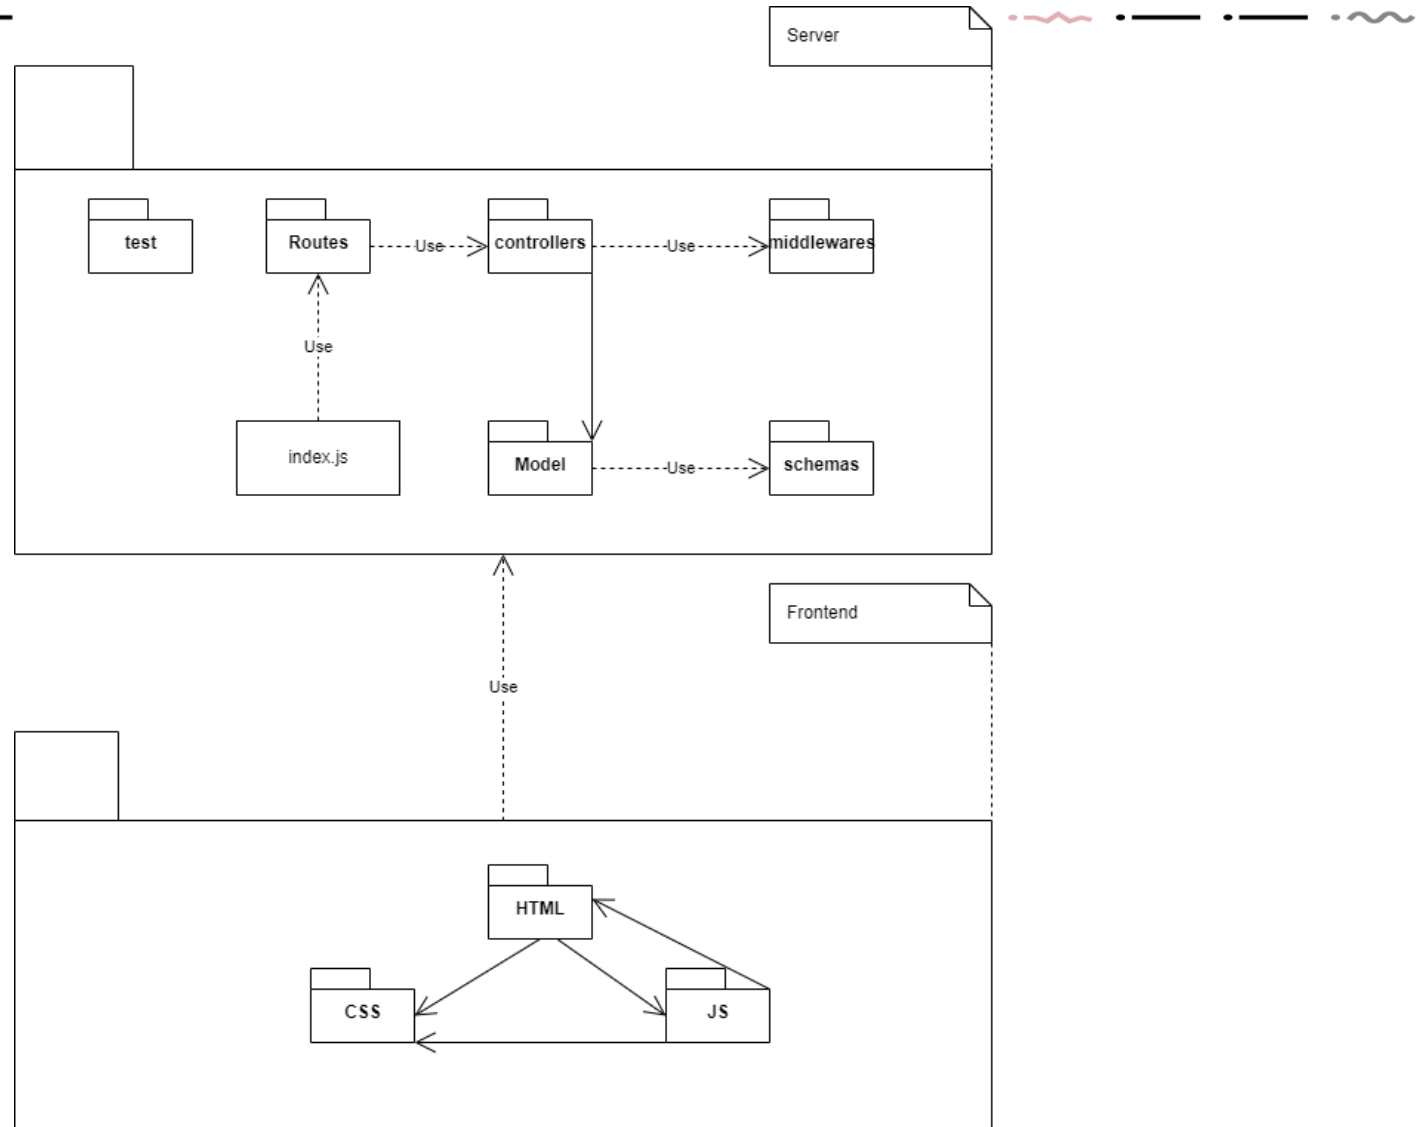 Server
test
Routes
Use
controllers
Use
middlewares
Use
index.js
Model
Use
schemas
Frontend
Use
HTML
CSS
JS